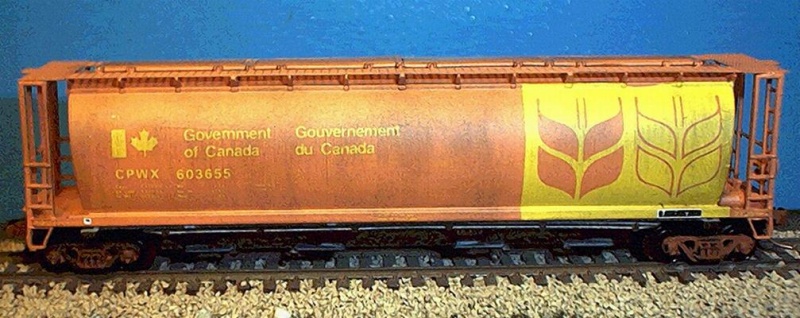 Government
of Canada
Gouvernement
du Canada
CPWX 603655